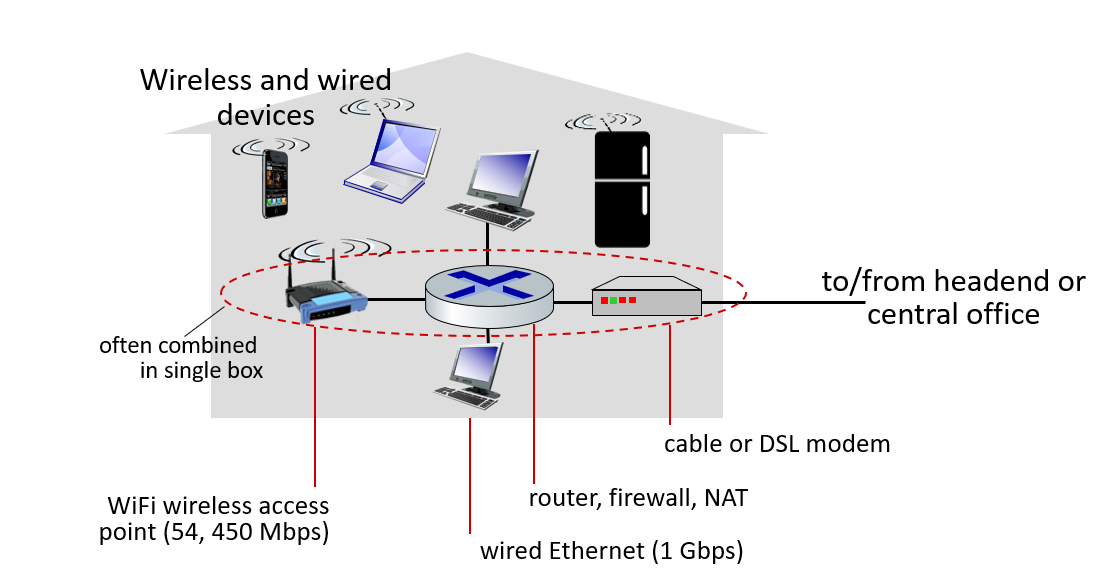 Wireless and wired
devices
to/from headend or
central office
often combined
in single box
cable or DSL modem
WiFi wireless access
point (54, 450 Mbps)
router, firewall, NAT
wired Ethernet (1 Gbps)